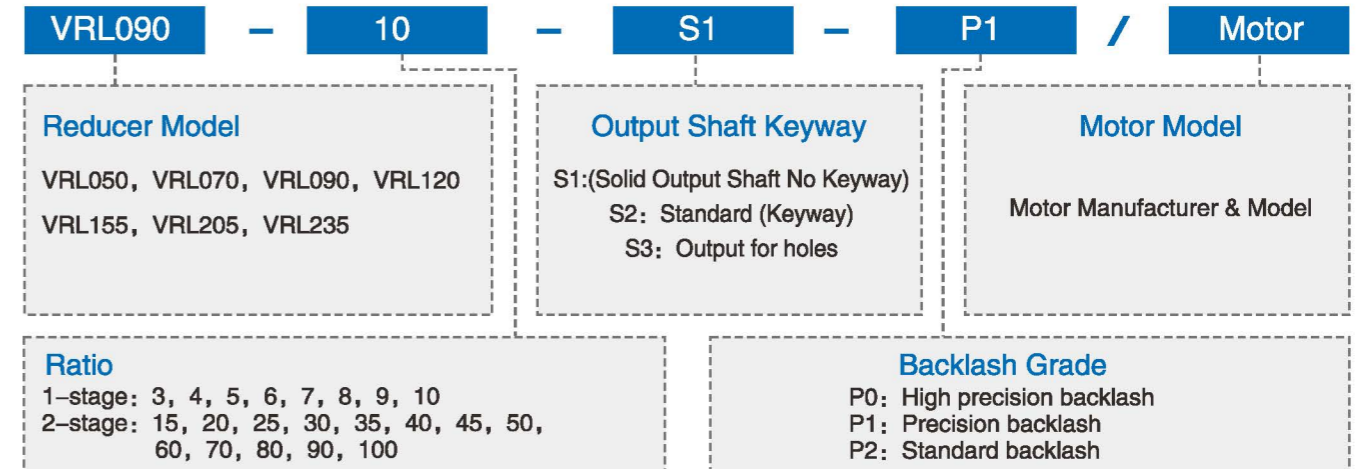 VRL090 – 10 – S1 – P1 / Motor
Reducer Model
VRL050, VRL070, VRL090, VRL120
VRL155, VRL205, VRL235
Output Shaft Keyway
S1:(Solid Output Shaft No Keyway)
S2: Standard (Keyway)
S3: Output for holes
Motor Model
Motor Manufacturer & Model
Ratio
1–stage: 3, 4, 5, 6, 7, 8, 9, 10
2–stage: 15, 20, 25, 30, 35, 40, 45, 50,
60, 70, 80, 90, 100
Backlash Grade
P0: High precision backlash
P1: Precision backlash
P2: Standard backlash